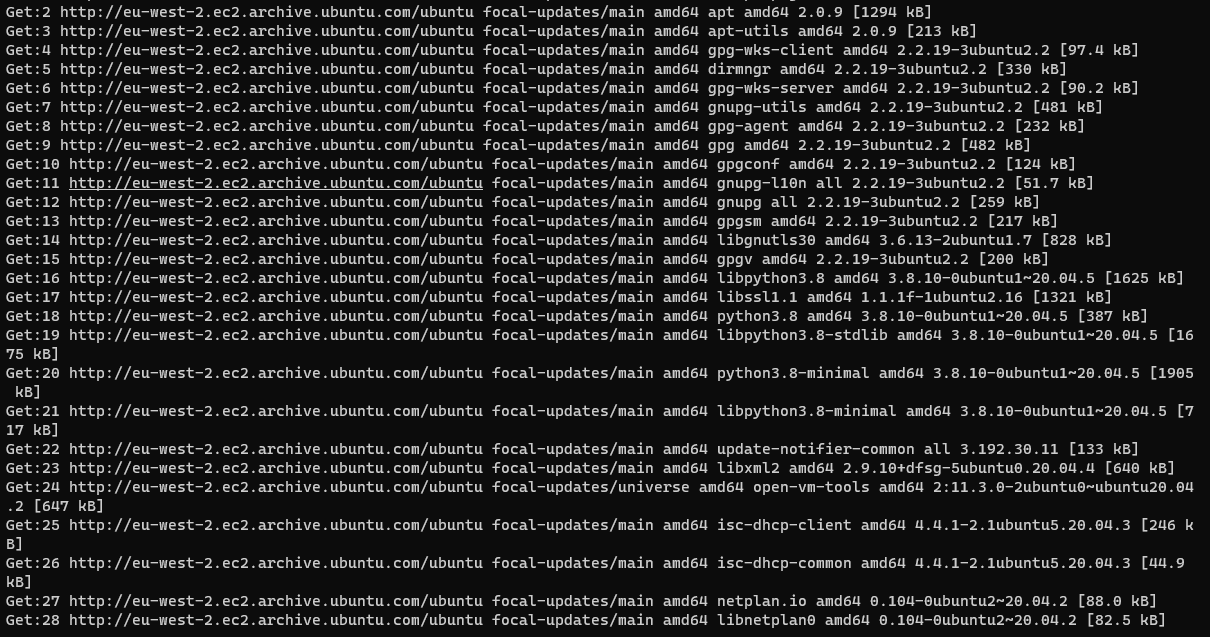 Get:2 http://eu-west-2.ec2.archive.ubuntu.com/ubuntu focal-updates/main amd64 apt amd64 2.0.9 [1294 kB]
Get:3 http://eu-west-2.ec2.archive.ubuntu.com/ubuntu focal-updates/main amd64 apt-utils amd64 2.0.9 [213 kB]
Get:4 http://eu-west-2.ec2.archive.ubuntu.com/ubuntu focal-updates/main amd64 gpg-wks-client amd64 2.2.19-3ubuntu2.2 [97.4 kB]
Get:5 http://eu-west-2.ec2.archive.ubuntu.com/ubuntu focal-updates/main amd64 dirmngr amd64 2.2.19-3ubuntu2.2 [330 kB]
Get:6 http://eu-west-2.ec2.archive.ubuntu.com/ubuntu focal-updates/main amd64 gpg-wks-server amd64 2.2.19-3ubuntu2.2 [90.2 kB]
Get:7 http://eu-west-2.ec2.archive.ubuntu.com/ubuntu focal-updates/main amd64 gnupg-utils amd64 2.2.19-3ubuntu2.2 [481 kB]
Get:8 http://eu-west-2.ec2.archive.ubuntu.com/ubuntu focal-updates/main amd64 gpg-agent amd64 2.2.19-3ubuntu2.2 [232 kB]
Get:9 http://eu-west-2.ec2.archive.ubuntu.com/ubuntu focal-updates/main amd64 gpg amd64 2.2.19-3ubuntu2.2 [482 kB]
Get:10 http://eu-west-2.ec2.archive.ubuntu.com/ubuntu focal-updates/main amd64 gpgconf amd64 2.2.19-3ubuntu2.2 [124 kB]
Get:11 http://eu-west-2.ec2.archive.ubuntu.com/ubuntu focal-updates/main amd64 gnupg-l10n all 2.2.19-3ubuntu2.2 [51.7 kB]
Get:12 http://eu-west-2.ec2.archive.ubuntu.com/ubuntu focal-updates/main amd64 gnupg all 2.2.19-3ubuntu2.2 [259 kB]
Get:13 http://eu-west-2.ec2.archive.ubuntu.com/ubuntu focal-updates/main amd64 gpgsm amd64 2.2.19-3ubuntu2.2 [217 kB]
Get:14 http://eu-west-2.ec2.archive.ubuntu.com/ubuntu focal-updates/main amd64 libgnutls30 amd64 3.6.13-2ubuntu1.7 [828 kB]
Get:15 http://eu-west-2.ec2.archive.ubuntu.com/ubuntu focal-updates/main amd64 gpgv amd64 2.2.19-3ubuntu2.2 [200 kB]
Get:16 http://eu-west-2.ec2.archive.ubuntu.com/ubuntu focal-updates/main amd64 libpython3.8 amd64 3.8.10-0ubuntu1~20.04.5 [1625 kB]
Get:17 http://eu-west-2.ec2.archive.ubuntu.com/ubuntu focal-updates/main amd64 libssl1.1 amd64 1.1.1f-1ubuntu2.16 [1321 kB]
Get:18 http://eu-west-2.ec2.archive.ubuntu.com/ubuntu focal-updates/main amd64 python3.8 amd64 3.8.10-0ubuntu1~20.04.5 [387 kB]
Get:19 http://eu-west-2.ec2.archive.ubuntu.com/ubuntu focal-updates/main amd64 libpython3.8-stdlib amd64 3.8.10-0ubuntu1~20.04.5 [16
75 kB]
Get:20 http://eu-west-2.ec2.archive.ubuntu.com/ubuntu focal-updates/main amd64 python3.8-minimal amd64 3.8.10-0ubuntu1~20.04.5 [1905
 kB]
Get:21 http://eu-west-2.ec2.archive.ubuntu.com/ubuntu focal-updates/main amd64 libpython3.8-minimal amd64 3.8.10-0ubuntu1~20.04.5 [7
17 kB]
Get:22 http://eu-west-2.ec2.archive.ubuntu.com/ubuntu focal-updates/main amd64 update-notifier-common all 3.192.30.11 [133 kB]
Get:23 http://eu-west-2.ec2.archive.ubuntu.com/ubuntu focal-updates/main amd64 libxml2 amd64 2.9.10+dfsg-5ubuntu0.20.04.4 [640 kB]
Get:24 http://eu-west-2.ec2.archive.ubuntu.com/ubuntu focal-updates/universe amd64 open-vm-tools amd64 2:11.3.0-2ubuntu0~ubuntu20.04
.2 [647 kB]
Get:25 http://eu-west-2.ec2.archive.ubuntu.com/ubuntu focal-updates/main amd64 isc-dhcp-client amd64 4.4.1-2.1ubuntu5.20.04.3 [246 k
B]
Get:26 http://eu-west-2.ec2.archive.ubuntu.com/ubuntu focal-updates/main amd64 isc-dhcp-common amd64 4.4.1-2.1ubuntu5.20.04.3 [44.9
kB]
Get:27 http://eu-west-2.ec2.archive.ubuntu.com/ubuntu focal-updates/main amd64 netplan.io amd64 0.104-0ubuntu2~20.04.2 [88.0 kB]
Get:28 http://eu-west-2.ec2.archive.ubuntu.com/ubuntu focal-updates/main amd64 libnetplan0 amd64 0.104-0ubuntu2~20.04.2 [82.5 kB]